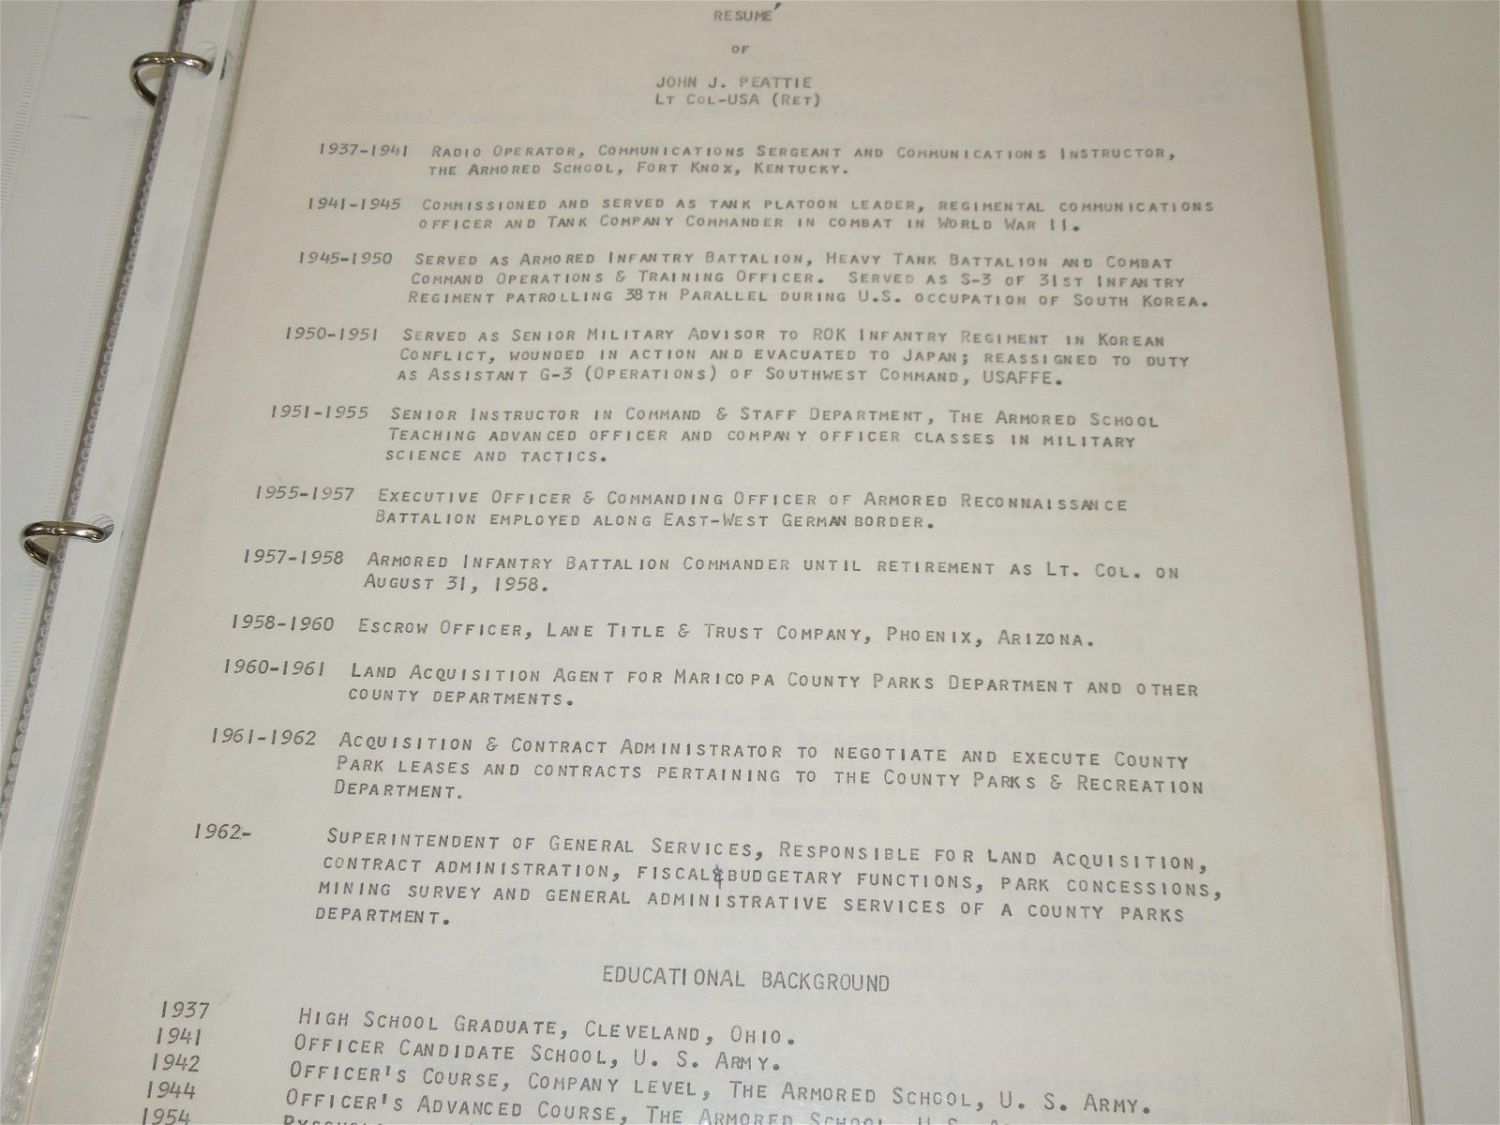 RESUMÉ
OF
JOHN J. PEATTIE
LT COL-USA (RET)
1937-1941 RADIO OPERATOR, COMMUNICATIONS SERGEANT AND COMMUNICATIONS INSTRUCTOR,
THE ARMORED SCHOOL, FORT KNOX, KENTUCKY.
1941-1945 COMMISSIONED AND SERVED AS TANK PLATOON LEADER, REGIMENTAL COMMUNICATIONS
OFFICER AND TANK COMPANY COMMANDER IN COMBAT IN WORLD WAR II.
1945-1950 SERVED AS ARMORED INFANTRY BATTALION, HEAVY TANK BATTALION AND COMBAT
COMMAND OPERATIONS & TRAINING OFFICER. SERVED AS S-3 OF 31ST INFANTRY
REGIMENT PATROLLING 38TH PARALLEL DURING U.S. OCCUPATION OF SOUTH KOREA.
1950-1951 SERVED AS SENIOR MILITARY ADVISOR TO ROK INFANTRY REGIMENT IN KOREAN
CONFLICT, WOUNDED IN ACTION AND EVACUATED TO JAPAN; REASSIGNED TO DUTY
AS ASSISTANT G-3 (OPERATIONS) OF SOUTHWEST COMMAND, USAFFE.
1951-1955 SENIOR INSTRUCTOR IN COMMAND & STAFF DEPARTMENT, THE ARMORED SCHOOL
TEACHING ADVANCED OFFICER AND COMPANY OFFICER CLASSES IN MILITARY
SCIENCE AND TACTICS.
1955-1957 EXECUTIVE OFFICER & COMMANDING OFFICER OF ARMORED RECONNAISSANCE
BATTALION EMPLOYED ALONG EAST-WEST GERMAN BORDER.
1957-1958 ARMORED INFANTRY BATTALION COMMANDER UNTIL RETIREMENT AS LT. COL. ON
AUGUST 31, 1958.
1958-1960 ESCROW OFFICER, LANE TITLE & TRUST COMPANY, PHOENIX, ARIZONA.
1960-1961 LAND ACQUISITION AGENT FOR MARICOPA COUNTY PARKS DEPARTMENT AND OTHER
COUNTY DEPARTMENTS.
1961-1962 ACQUISITION & CONTRACT ADMINISTRATOR TO NEGOTIATE AND EXECUTE COUNTY
PARK LEASES AND CONTRACTS PERTAINING TO THE COUNTY PARKS & RECREATION
DEPARTMENT.
1962- SUPERINTENDENT OF GENERAL SERVICES, RESPONSIBLE FOR LAND ACQUISITION,
CONTRACT ADMINISTRATION, FISCAL & BUDGETARY FUNCTIONS, PARK CONCESSIONS,
MINING SURVEY AND GENERAL ADMINISTRATIVE SERVICES OF A COUNTY PARKS
DEPARTMENT.
EDUCATIONAL BACKGROUND
1937 HIGH SCHOOL GRADUATE, CLEVELAND, OHIO.
1941 OFFICER CANDIDATE SCHOOL, U. S. ARMY.
1942 OFFICER'S COURSE, COMPANY LEVEL, THE ARMORED SCHOOL, U. S. ARMY.
1944 OFFICER'S ADVANCED COURSE, THE ARMORED SCHOOL, U. S.
1954